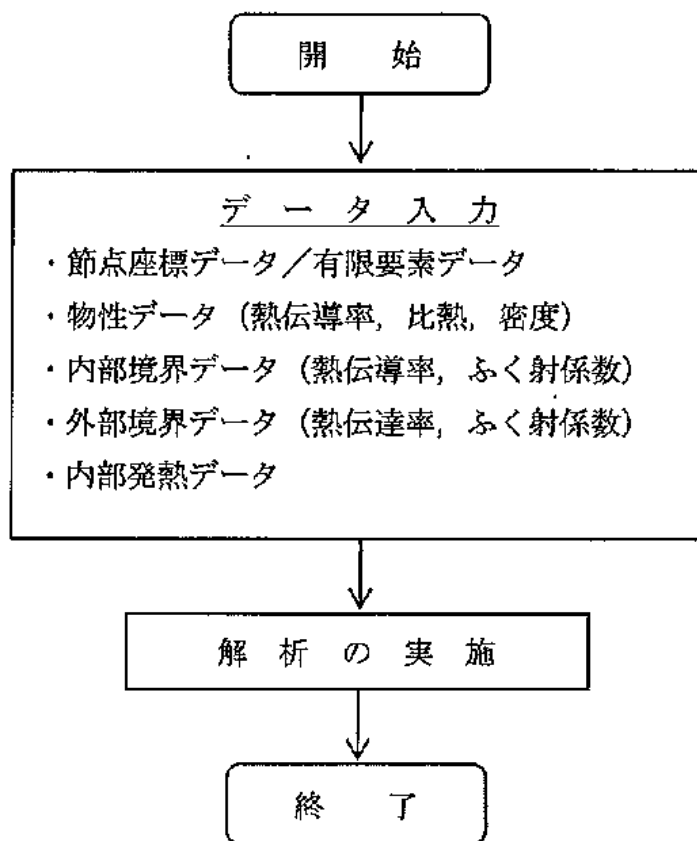 開 始
データ入力
・節点座標データ／有限要素データ
・物性データ（熱伝導率，比熱，密度）
・内部境界データ（熱伝導率，ふく射係数）
・外部境界データ（熱伝達率，ふく射係数）
・内部発熱データ
解析の実施
終 了